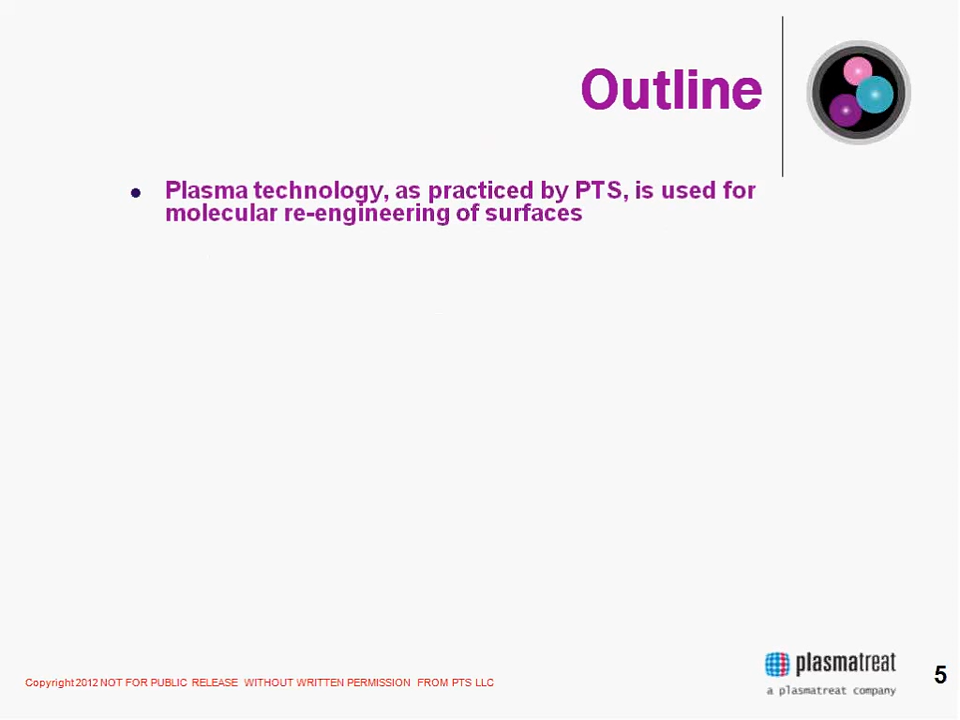 Outline
Plasma technology, as practiced by PTS, is used for
molecular re-engineering of surfaces
plasmatreat
a plasmatreat company
5
Copyright 2012 NOT FOR PUBLIC RELEASE WITHOUT WRITTEN PERMISSION FROM PTS LLC